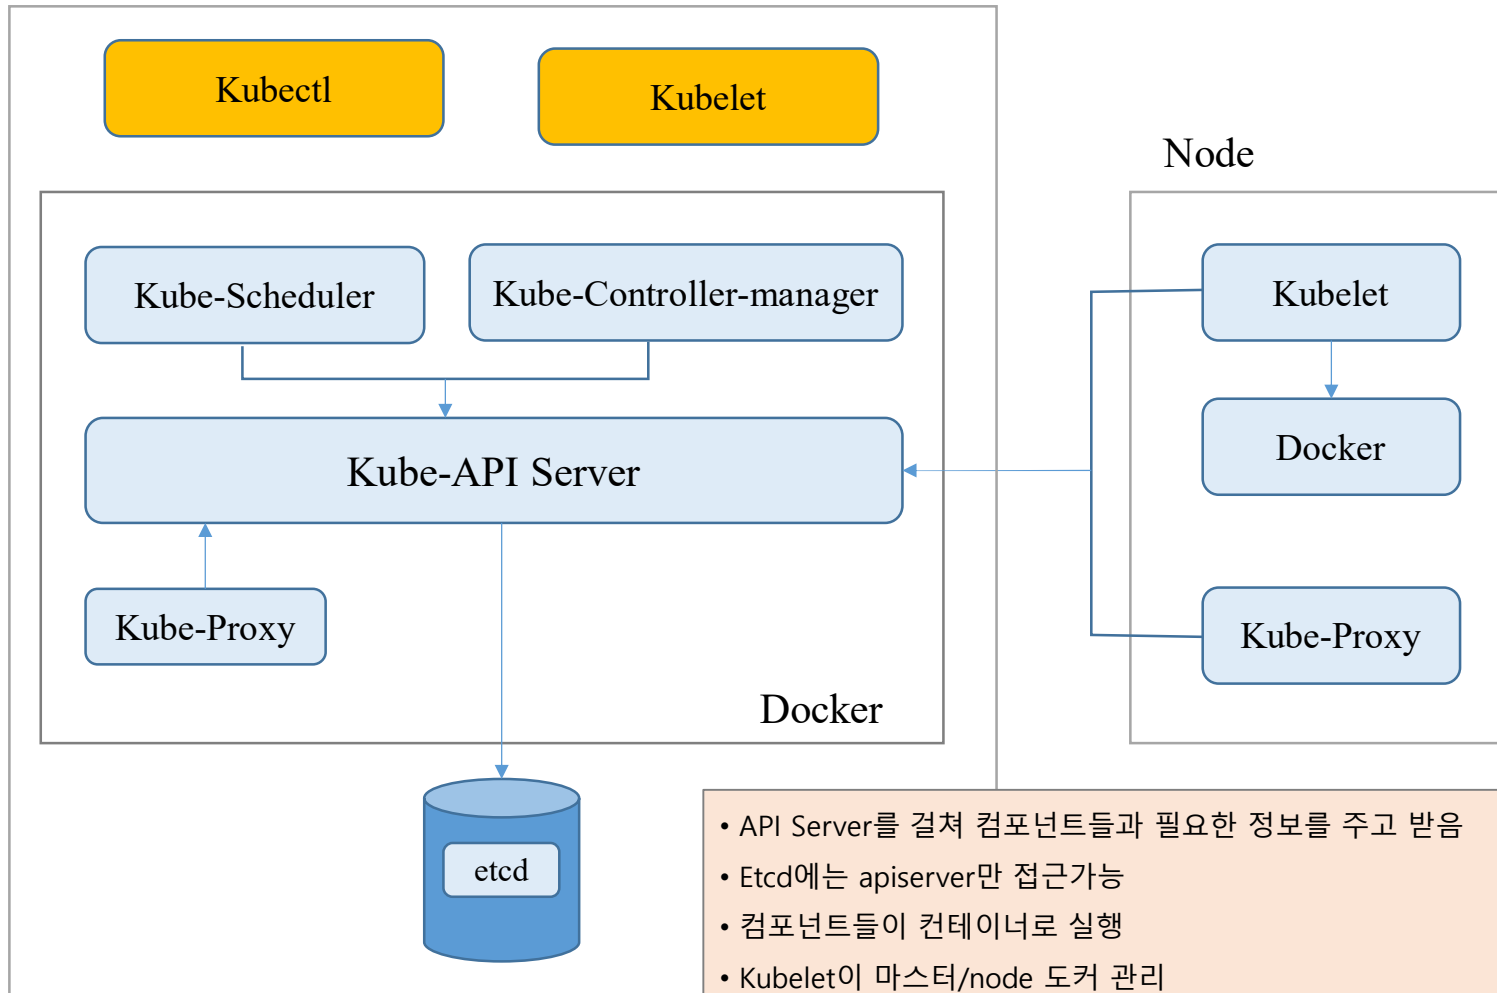 Kubectl
Kubelet
Node
Kube-Scheduler
Kube-Controller-manager
Kubelet
Kube-API Server
Docker
Kube-Proxy
Kube-Proxy
Docker
etcd
• API Server를 걸쳐 컴포넌트들과 필요한 정보를 주고 받음
• Etcd에는 apiserver만 접근가능
• 컴포넌트들이 컨테이너로 실행
• Kubelet이 마스터/node 도커 관리